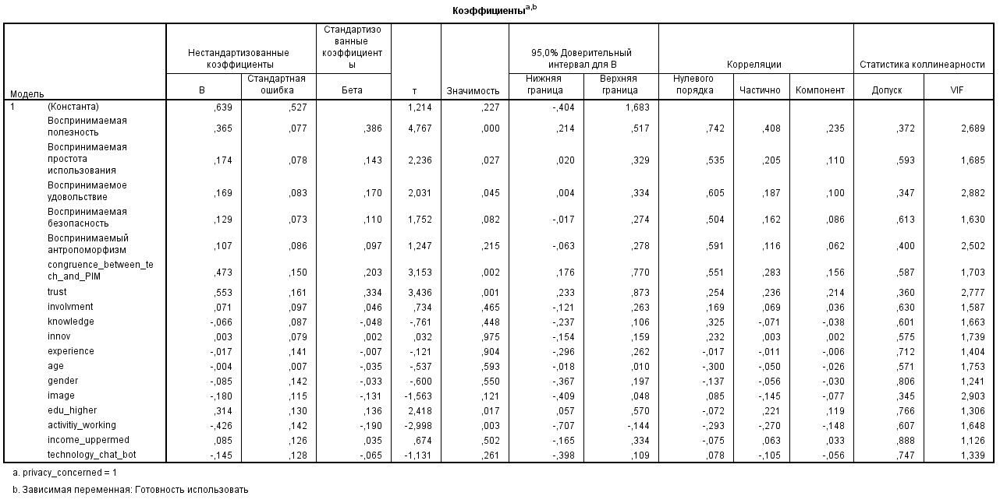 Коэффициентыa,b
Модель Нестандартизованные коэффициенты Стандартизо ванные коэффициент ы т Значимость 95,0% Доверительный интервал для B Корреляции Статистика коллинеарности
B Стандартная ошибка Бета Нижняя граница Верхняя граница Нулевого порядка Частично Компонент Допуск VIF
1 (Константа) ,639 ,527 1,214 ,227 -,404 1,683
Воспринимаемая полезность ,365 ,077 ,386 4,767 ,000 ,214 ,517 ,742 ,408 ,235 ,372 2,689
Воспринимаемая простота использования ,174 ,078 ,143 2,236 ,027 ,020 ,329 ,535 ,205 ,110 ,593 1,685
Воспринимаемое удовольствие ,169 ,083 ,170 2,031 ,045 ,004 ,334 ,605 ,187 ,100 ,347 2,882
Воспринимаемая безопасность ,129 ,073 ,110 1,752 ,082 -,017 ,274 ,504 ,162 ,086 ,613 1,630
Воспринимаемый антропоморфизм ,107 ,086 ,097 1,247 ,215 -,063 ,278 ,591 ,116 ,062 ,400 2,502
congruence_between_te ch_and_PIM ,473 ,150 ,203 3,153 ,002 ,176 ,770 ,551 ,283 ,156 ,587 1,703
trust ,553 ,161 ,334 3,436 ,001 ,233 ,873 ,254 ,236 ,214 ,360 2,777
involvment ,071 ,097 ,046 ,734 ,465 -,121 ,263 ,169 ,069 ,036 ,630 1,587
knowledge -,066 ,087 -,048 -,761 ,448 -,237 ,106 ,325 -,071 -,038 ,601 1,663
innov ,003 ,079 ,002 ,032 ,975 -,154 ,159 ,232 ,003 ,002 ,575 1,739
experience -,017 ,141 -,007 -,121 ,904 -,296 ,262 -,017 -,011 -,006 ,712 1,404
age -,004 ,007 -,035 -,537 ,593 -,018 ,010 -,300 -,050 -,026 ,571 1,753
gender -,085 ,142 -,033 -,600 ,550 -,367 ,197 -,137 -,056 -,030 ,806 1,241
image -,180 ,115 -,131 -1,563 ,121 -,409 ,048 ,085 -,145 -,077 ,345 2,903
edu_higher ,314 ,130 ,136 2,418 ,017 ,057 ,570 -,072 ,221 ,119 ,766 1,306
activitiy_working -,426 ,142 -,190 -2,998 ,003 -,707 -,144 -,293 -,270 -,148 ,607 1,648
income_uppermed ,085 ,126 ,035 ,674 ,502 -,165 ,334 -,075 ,063 ,033 ,888 1,126
technology_chat_bot -,145 ,128 -,065 -1,131 ,261 -,398 ,109 ,078 -,105 -,056 ,747 1,339
a. privacy_concerned = 1
b. Зависимая переменная: Готовность использовать